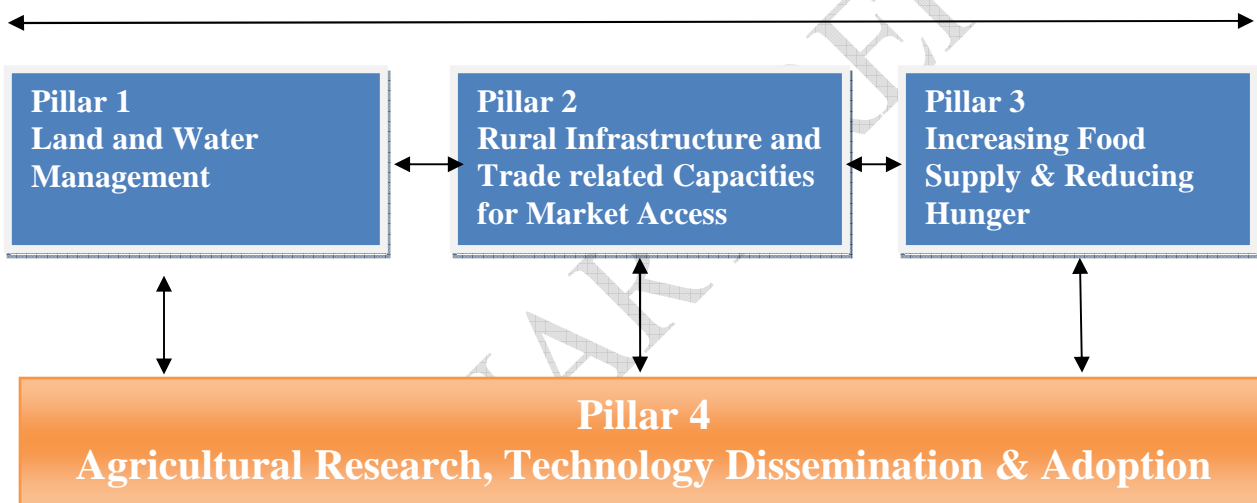 Pillar 1
Land and Water
Management
Pillar 2
Rural Infrastructure and
Trade related Capacities
for Market Access
Pillar 3
Increasing Food
Supply & Reducing
Hunger
Pillar 4
Agricultural Research, Technology Dissemination & Adoption